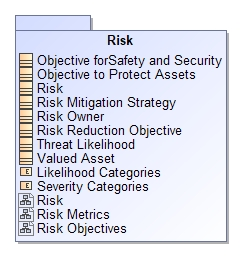 Risk
Objective forSafety and Security
Objective to Protect Assets
Risk
Risk Mitigation Strategy
Risk Owner
Risk Reduction Objective
Threat Likelihood
Valued Asset
E Likelihood Categories
E Severity Categories
Risk
Risk Metrics
Risk Objectives